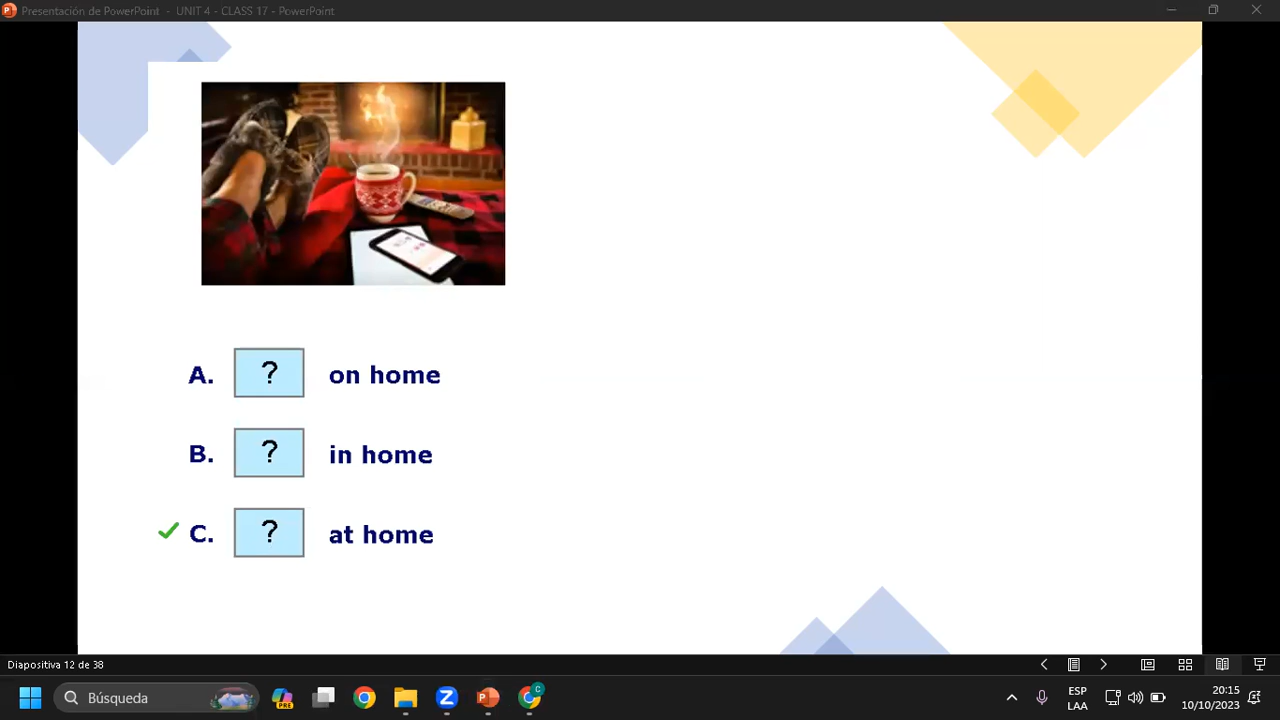 Presentación de PowerPoint - UNIT 4 - CLASS 17 - PowerPoint
A. ? on home
B. ? in home
C. ? at home
Diapositiva 12 de 38
Búsqueda
PRE
C
ESP
LAA
20:15
10/10/2023